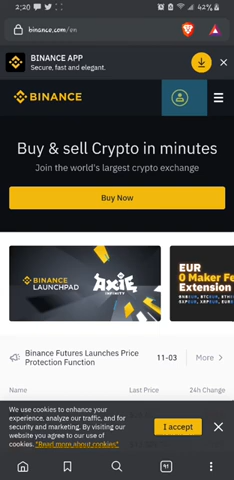 2:20
42%
binance.com/en
BINANCE APP
Secure, fast and elegant.
BINANCE
Buy & sell Crypto in minutes
Join the world's largest crypto exchange
Buy Now
BINANCE
LAUNCHPAD
AXIE
INFINITY
EUR
0 Maker Fe
Extension
Binance Futures Launches Price
Protection Function
11-03
More
Name
Last Price
24h Change
We use cookies to enhance your
experience, analyze our traffic, and for
security and marketing. By visiting our
website you agree to our use of
cookies. "Read more about cookies"
I accept